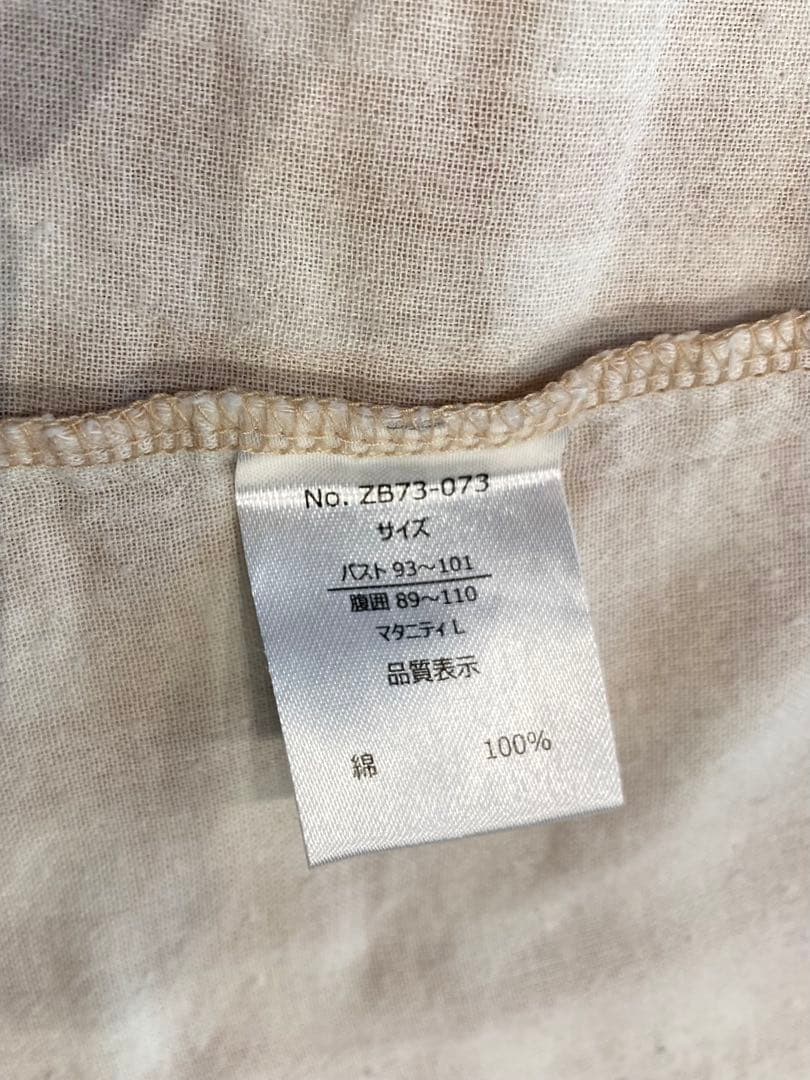 No. ZB73-073
サイズ
バスト 93～101
腹囲 89～110
マタニティ L
品質表示
綿 100%